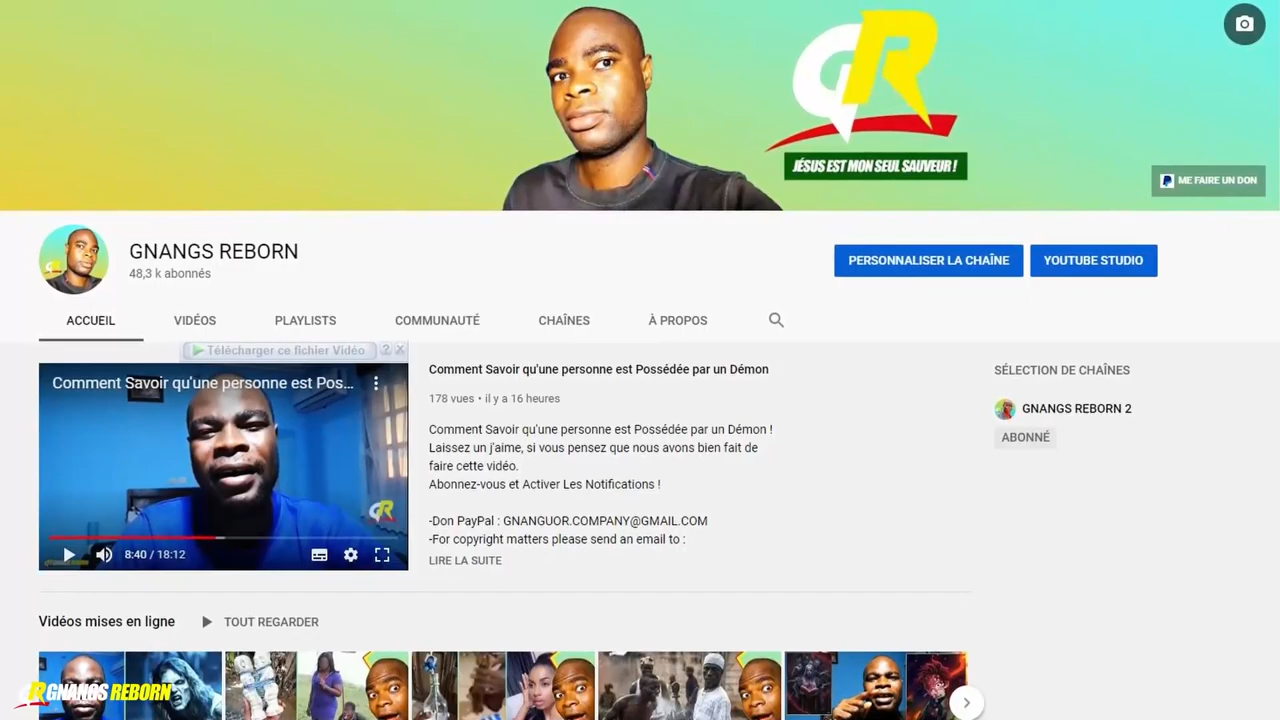 GR
JÉSUS EST MON SEUL SAUVEUR !
ME FAIRE UN DON
GNANGS REBORN
48,3 k abonnés
PERSONNALISER LA CHAÎNE
YOUTUBE STUDIO
ACCUEIL
VIDÉOS
PLAYLISTS
COMMUNAUTÉ
CHAÎNES
À PROPOS
Télécharger ce fichier Vidéo ? X
Comment Savoir qu'une personne est Pos...
8:40 / 18:12
Comment Savoir qu'une personne est Possédée par un Démon
178 vues • il y a 16 heures
Comment Savoir qu'une personne est Possédée par un Démon !
Laissez un j'aime, si vous pensez que nous avons bien fait de
faire cette vidéo.
Abonnez-vous et Activer Les Notifications !
-Don PayPal : GNANGUOR.COMPANY@GMAIL.COM
-For copyright matters please send an email to :
LIRE LA SUITE
SÉLECTION DE CHAÎNES
GNANGS REBORN 2
ABONNÉ
Vidéos mises en ligne
TOUT REGARDER
GR GNANGS REBORN